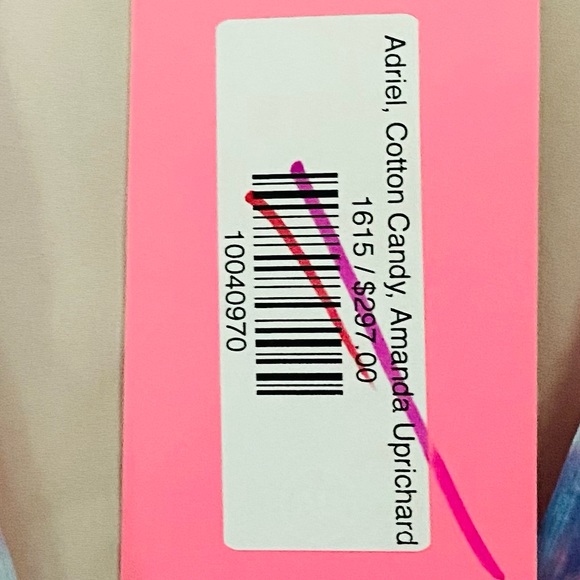 Adriel, Cotton Candy, Amanda Uprichard
1615 / $297.00
10040970